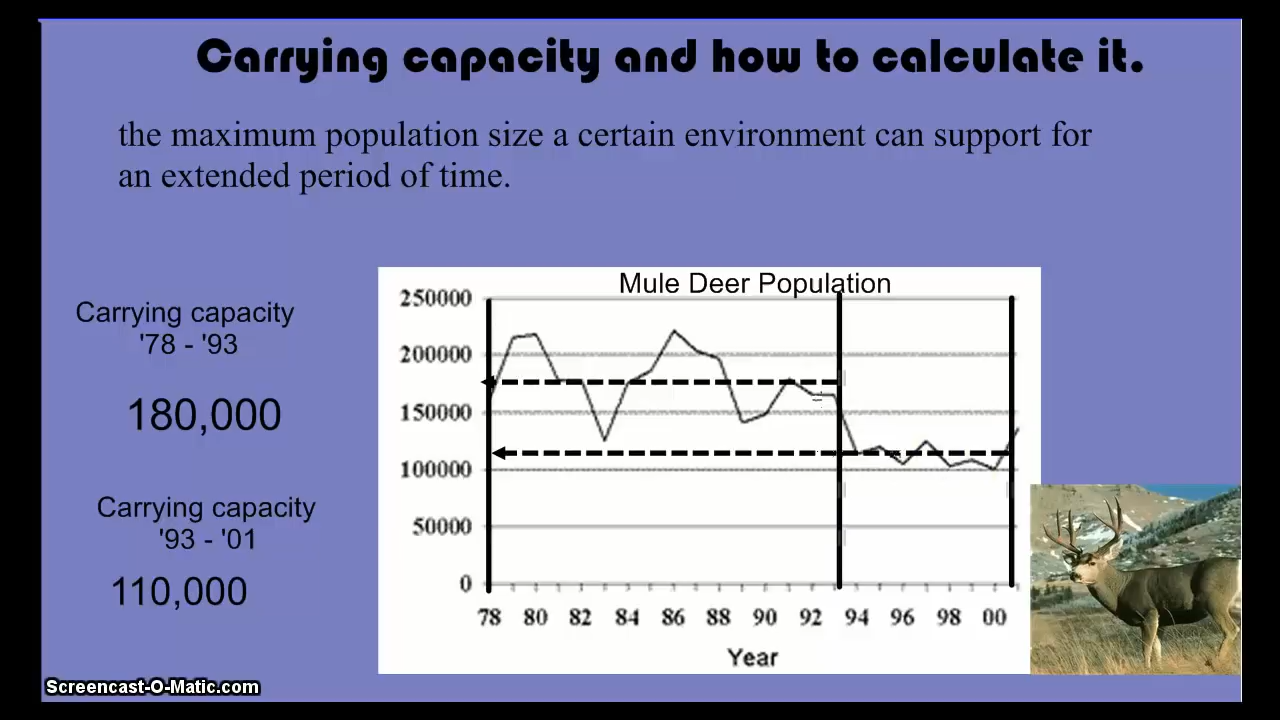 Carrying capacity and how to calculate it.
the maximum population size a certain environment can support for
an extended period of time.
Carrying capacity
'78 - '93
180,000
Carrying capacity
'93 - '01
110,000
Mule Deer Population
250000
200000
150000
100000
50000
0
78 80 82 84 86 88 90 92 94 96 98 00
Year
Screencast-O-Matic.com